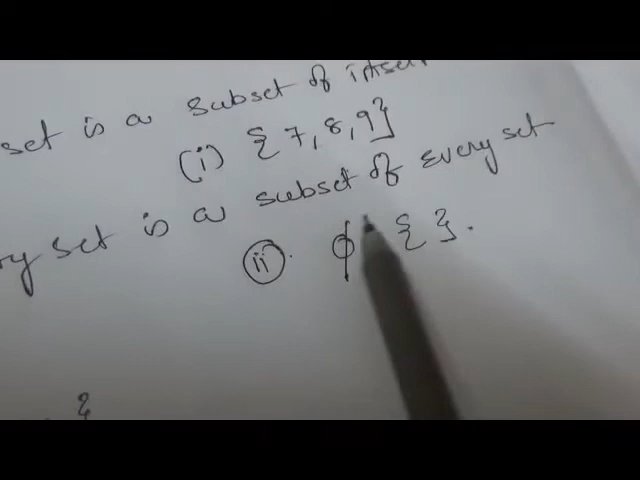 set is a subset of itself
(i) {7, 8, 9}
ry set is a subset of every set
(ii). ϕ { }.
}